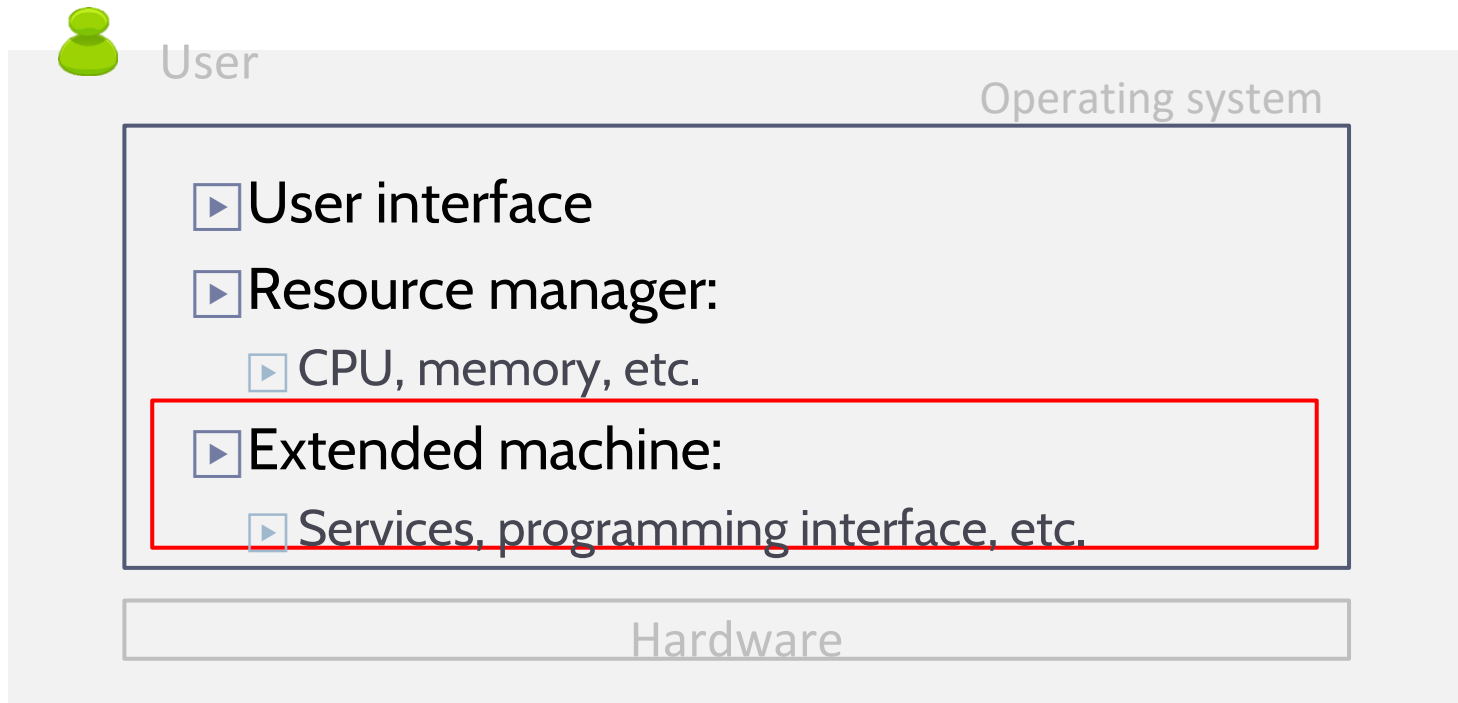 User
Operating system
User interface
Resource manager:
CPU, memory, etc.
Extended machine:
Services, programming interface, etc.
Hardware